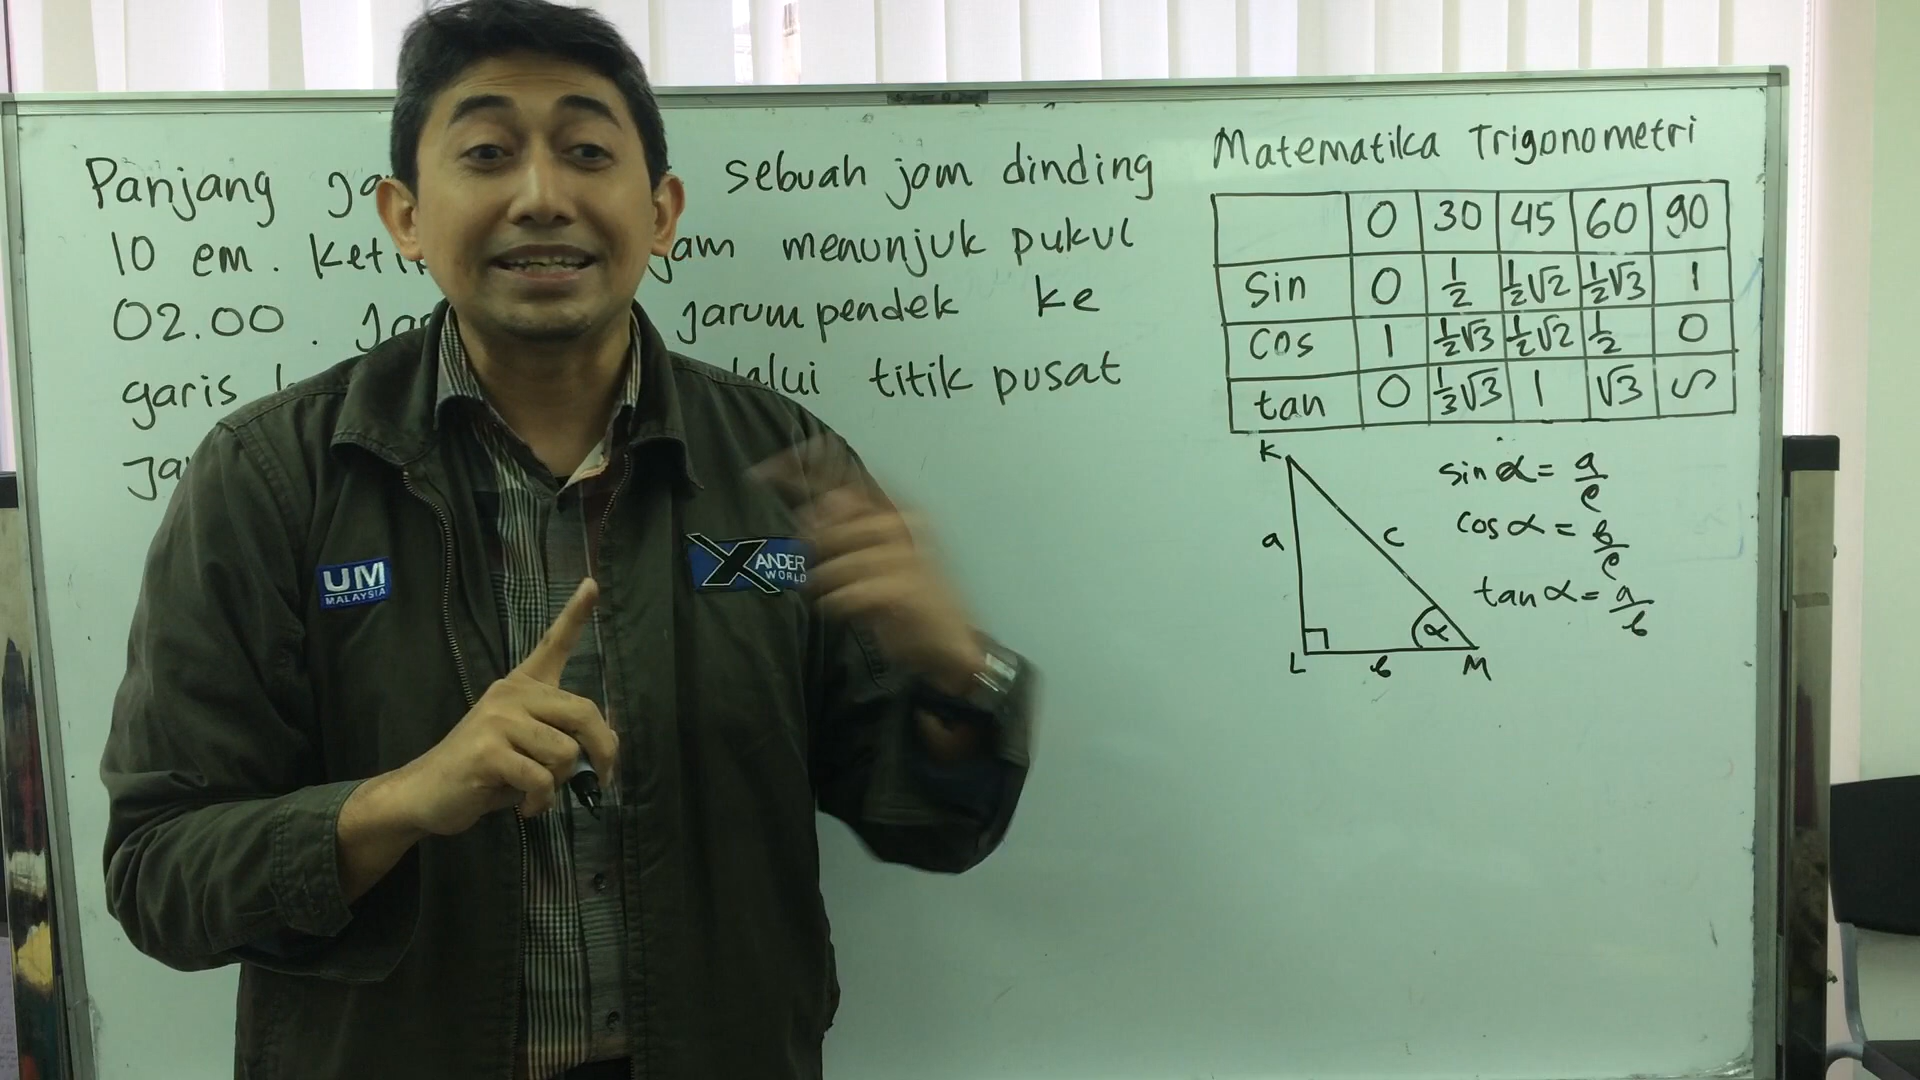 Panjang sebuah jam dinding
10 cm. menunjuk pukul
02.00. jarum pendek ke
garis titik pusat
Matematika Trigonometri
0 30 45 60 90
Sin 0 1/2 1/2√2 1/2√3 1
Cos 1 1/2√3 1/2√2 1/2 0
tan 0 1/3√3 1 √3 ∽
K
a
c
L
b
M
α
sin α = a/c
cos α = b/c
tan α = a/b
UM
MALAYSIA
XANDER
WORLD